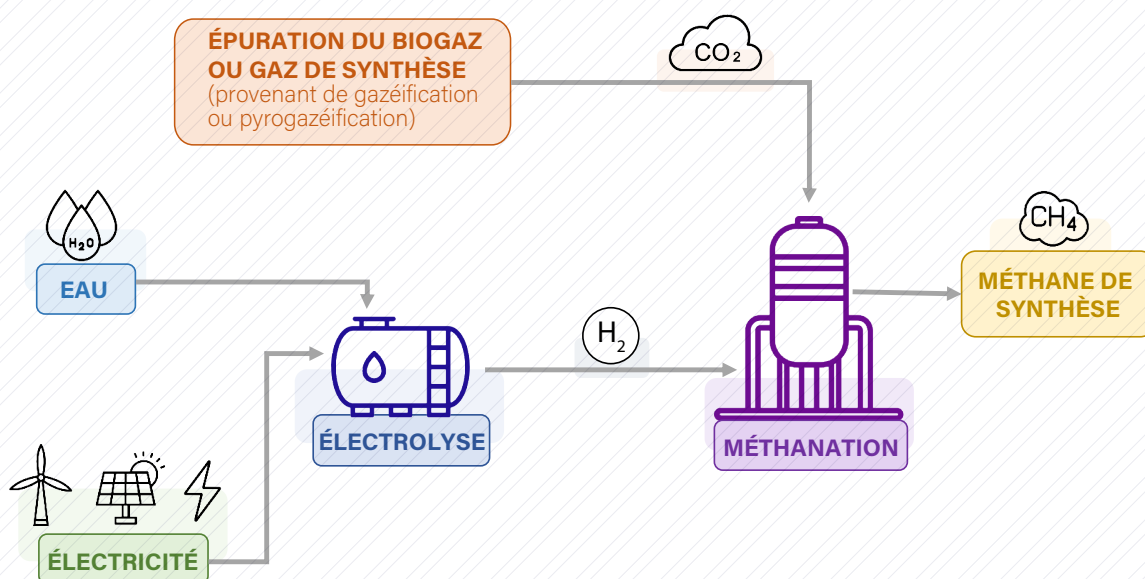 ÉPURATION DU BIOGAZ
OU GAZ DE SYNTHÈSE
(provenant de gazéification
ou pyrogazéification)
CO₂
H₂O
EAU
CH₄
MÉTHANE DE
SYNTHÈSE
H₂
ÉLECTROLYSE
MÉTHANATION
ÉLECTRICITÉ